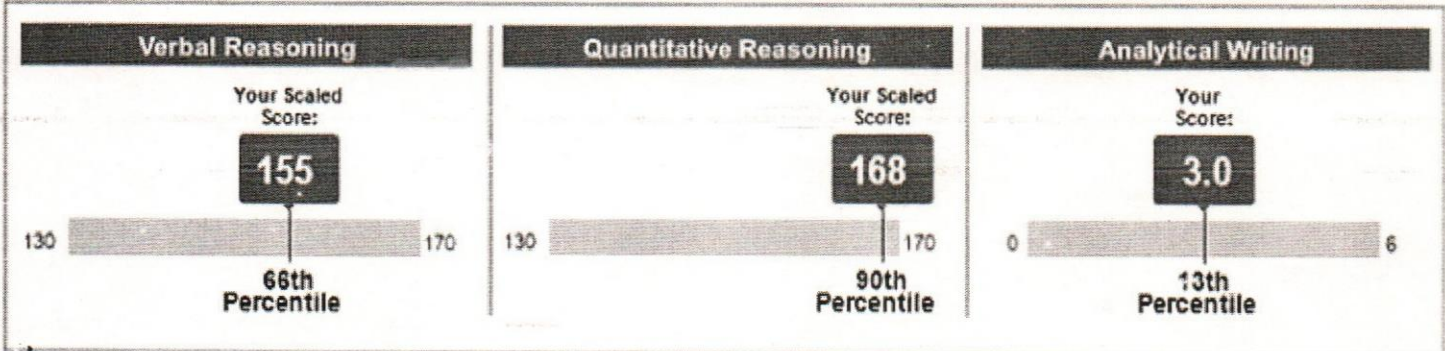 Verbal Reasoning
Your Scaled
Score:
155
130
170
66th
Percentile
Quantitative Reasoning
Your Scaled
Score:
168
130
170
90th
Percentile
Analytical Writing
Your
Score:
3.0
0
6
13th
Percentile